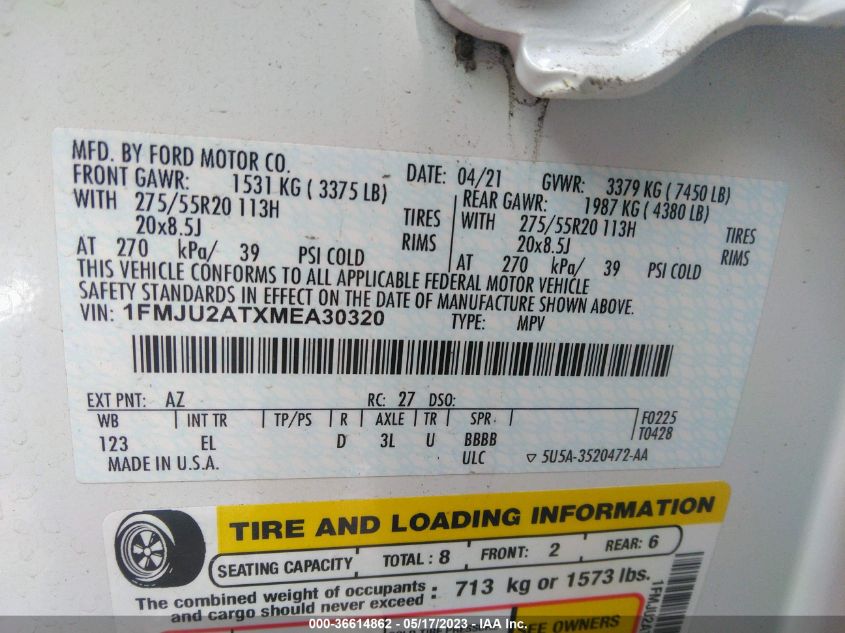 MFD. BY FORD MOTOR CO.
DATE: 04/21 GVWR: 3379 KG ( 7450 LB)
FRONT GAWR: 1531 KG ( 3375 LB)
WITH 275/55R20 113H TIRES
20x8.5J RIMS
AT 270 kPa/ 39 PSI COLD
REAR GAWR: 1987 KG ( 4380 LB)
WITH 275/55R20 113H TIRES
20x8.5J RIMS
AT 270 kPa/ 39 PSI COLD
THIS VEHICLE CONFORMS TO ALL APPLICABLE FEDERAL MOTOR VEHICLE
SAFETY STANDARDS IN EFFECT ON THE DATE OF MANUFACTURE SHOWN ABOVE.
VIN: 1FMJU2ATXMEA30320 TYPE: MPV
EXT PNT: AZ RC: 27 DSO:
WB INT TR TP/PS R AXLE TR SPR F0225
123 EL D 3L U BBBB T0428
MADE IN U.S.A. ULC ▽ 5U5A-3520472-AA
TIRE AND LOADING INFORMATION
SEATING CAPACITY TOTAL : 8 FRONT: 2 REAR: 6
The combined weight of occupants and cargo should never exceed : 713 kg or 1573 lbs.
SEE OWNERS
1FMJU2A
000-36614862 - 05/17/2023 - IAA Inc.